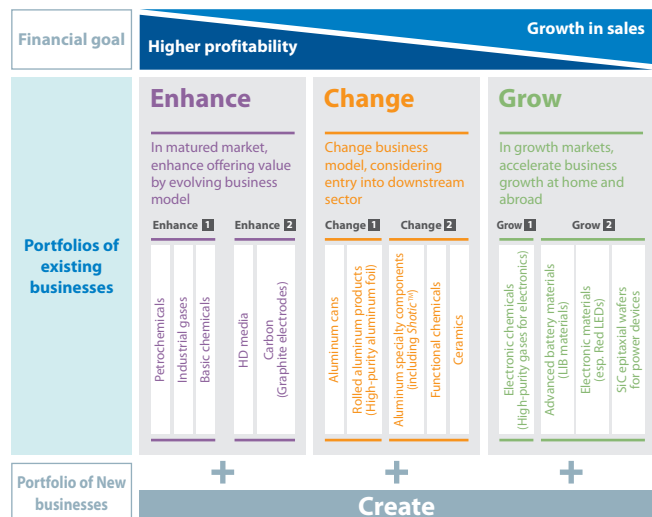 Financial goal
Higher profitability
Growth in sales
Portfolios of
existing
businesses
Enhance
In matured market,
enhance offering value
by evolving business
model
Enhance 1
Enhance 2
Petrochemicals
Industrial gases
Basic chemicals
HD media
Carbon
(Graphite electrodes)
Change
Change business
model, considering
entry into downstream
sector
Change 1
Change 2
Aluminum cans
Rolled aluminum products
(High-purity aluminum foil)
Aluminum specialty components
(including Shotic™)
Functional chemicals
Ceramics
Grow
In growth markets,
accelerate business
growth at home and
abroad
Grow 1
Grow 2
Electronic chemicals
(High-purity gases for electronics)
Advanced battery materials
(LIB materials)
Electronic materials
(esp. Red LEDs)
SiC epitaxial wafers
for power devices
Portfolio of New
businesses
+ + +
Create